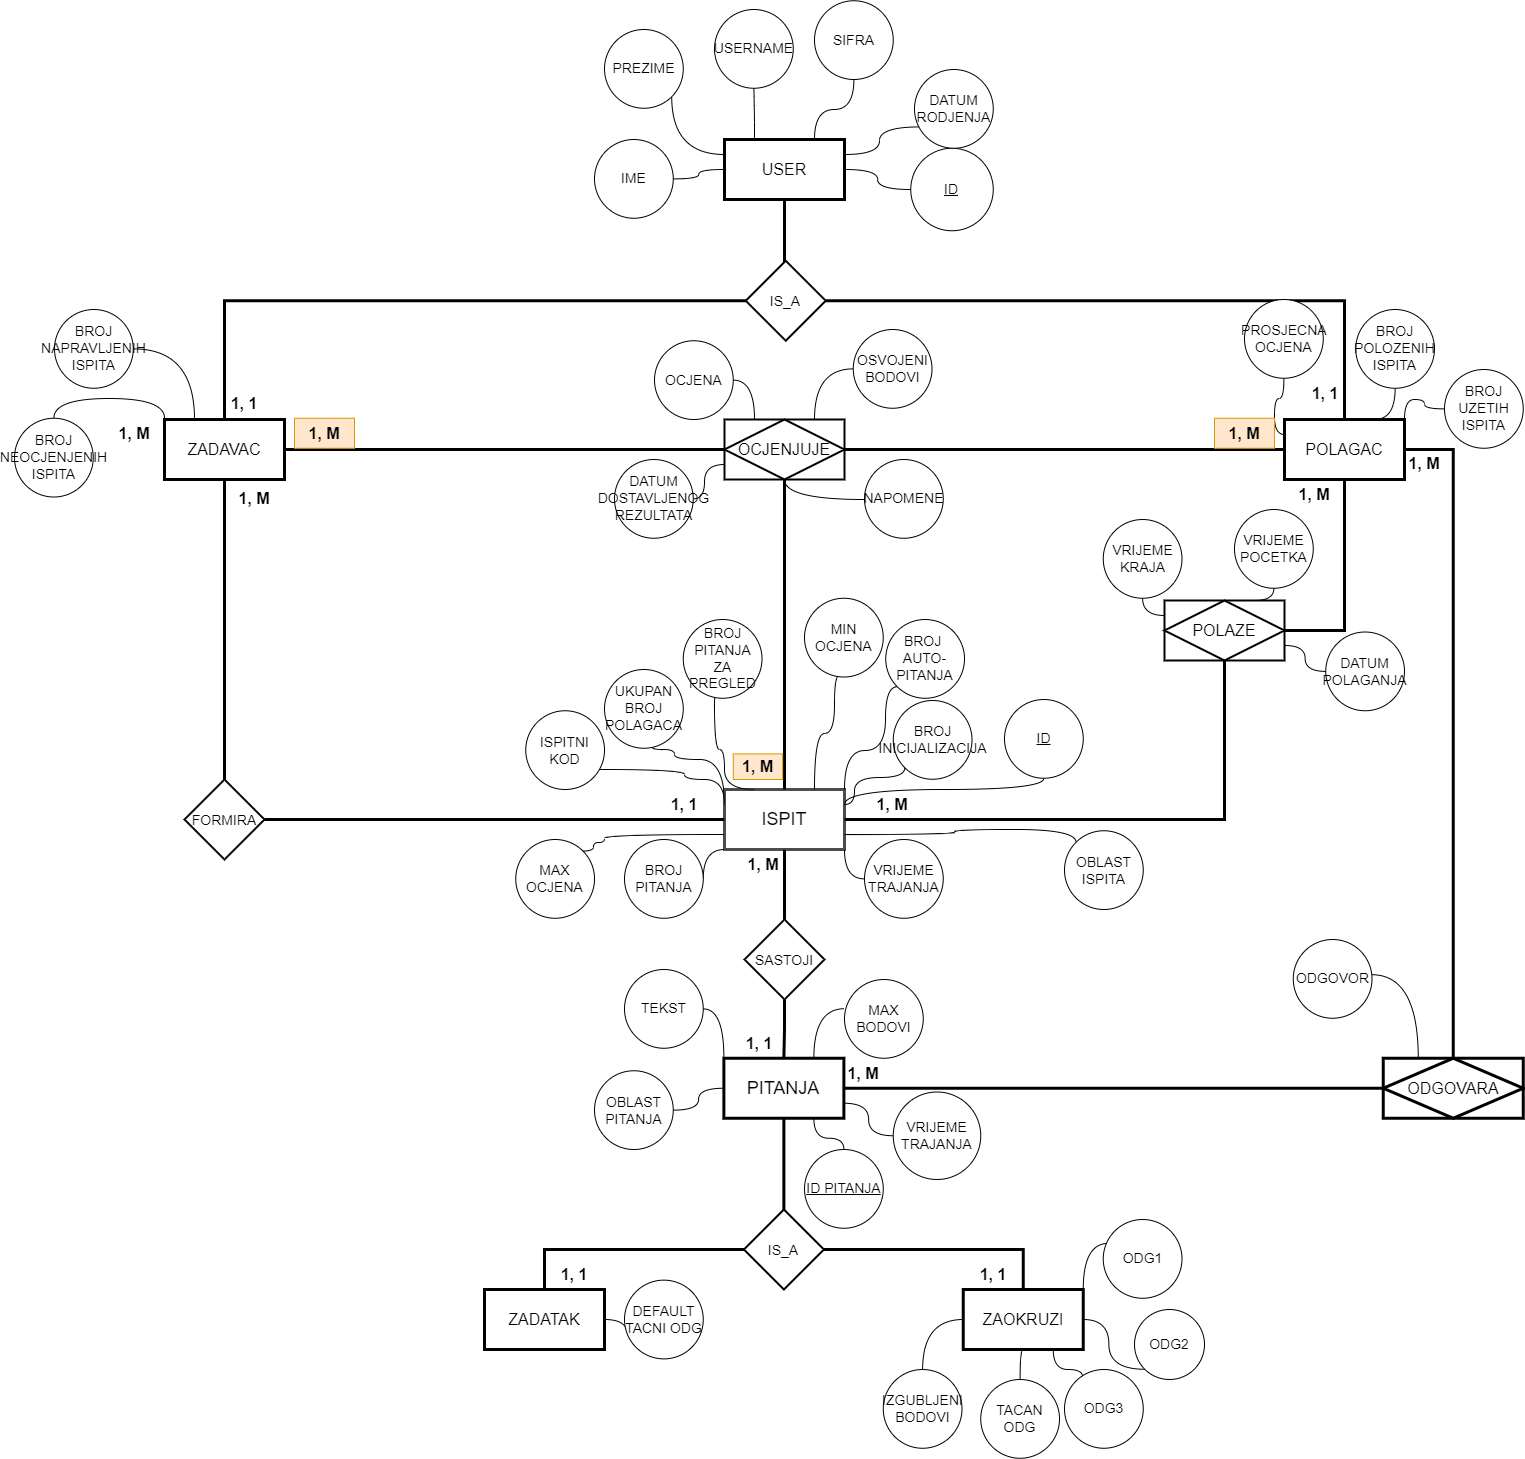 SIFRA
USERNAME
PREZIME
DATUM
RODJENJA
USER
IME
ID
IS_A
BROJ
NAPRAVLJENIH
ISPITA
PROSJECNA
OCJENA
BROJ
POLOZENIH
ISPITA
OCJENA
OSVOJENI
BODOVI
BROJ
UZETIH
ISPITA
1, 1
1, 1
1, M
BROJ
NEOCJENJENIH
ISPITA
ZADAVAC
1, M
OCJENJUJE
1, M
POLAGAC
1, M
1, M
DATUM
DOSTAVLJENOG
REZULTATA
NAPOMENE
1, M
VRIJEME
KRAJA
VRIJEME
POCETKA
POLAZE
DATUM
POLAGANJA
BROJ
PITANJA
ZA
PREGLED
MIN
OCJENA
BROJ
AUTO-
PITANJA
UKUPAN
BROJ
POLAGACA
ISPITNI
KOD
BROJ
INICIJALIZACIJA
ID
1, M
1, 1
1, M
FORMIRA
ISPIT
1, M
MAX
OCJENA
BROJ
PITANJA
VRIJEME
TRAJANJA
OBLAST
ISPITA
SASTOJI
ODGOVOR
TEKST
MAX
BODOVI
1, 1
1, M
PITANJA
ODGOVARA
OBLAST
PITANJA
VRIJEME
TRAJANJA
ID PITANJA
IS_A
1, 1
1, 1
ODG1
ZADATAK
DEFAULT
TACNI ODG
ZAOKRUZI
ODG2
IZGUBLJENI
BODOVI
TACAN
ODG
ODG3